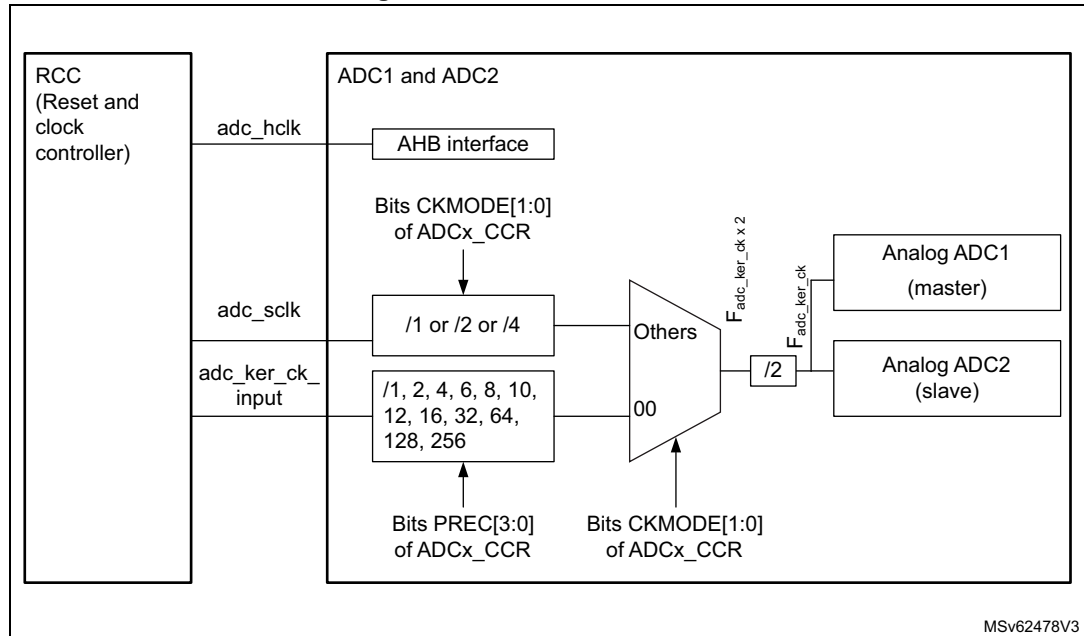 RCC
(Reset and
clock
controller)
ADC1 and ADC2
adc_hclk
AHB interface
Bits CKMODE[1:0]
of ADCx_CCR
adc_sclk
/1 or /2 or /4
adc_ker_ck_
input
/1, 2, 4, 6, 8, 10,
12, 16, 32, 64,
128, 256
Bits PREC[3:0]
of ADCx_CCR
Others
00
Bits CKMODE[1:0]
of ADCx_CCR
Fadc_ker_ck x 2
/2
Fadc_ker_ck
Analog ADC1
(master)
Analog ADC2
(slave)
MSv62478V3